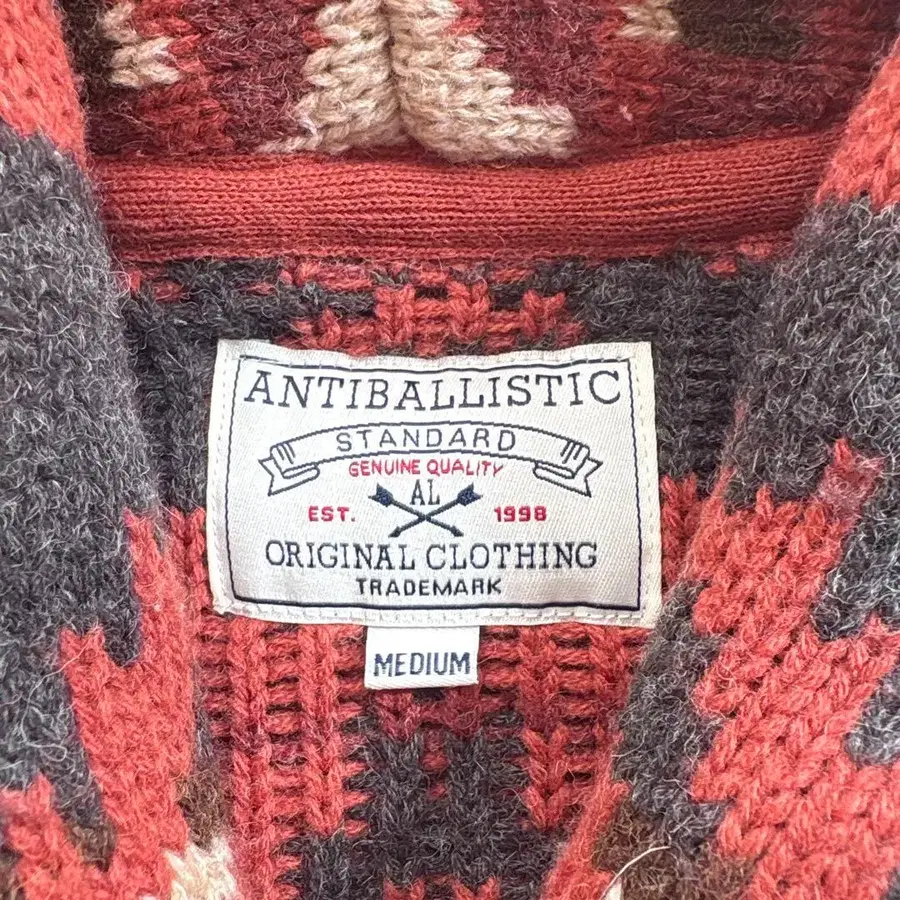 ANTIBALLISTIC
STANDARD
GENUINE QUALITY
AL
EST. 1998
ORIGINAL CLOTHING
TRADEMARK
MEDIUM